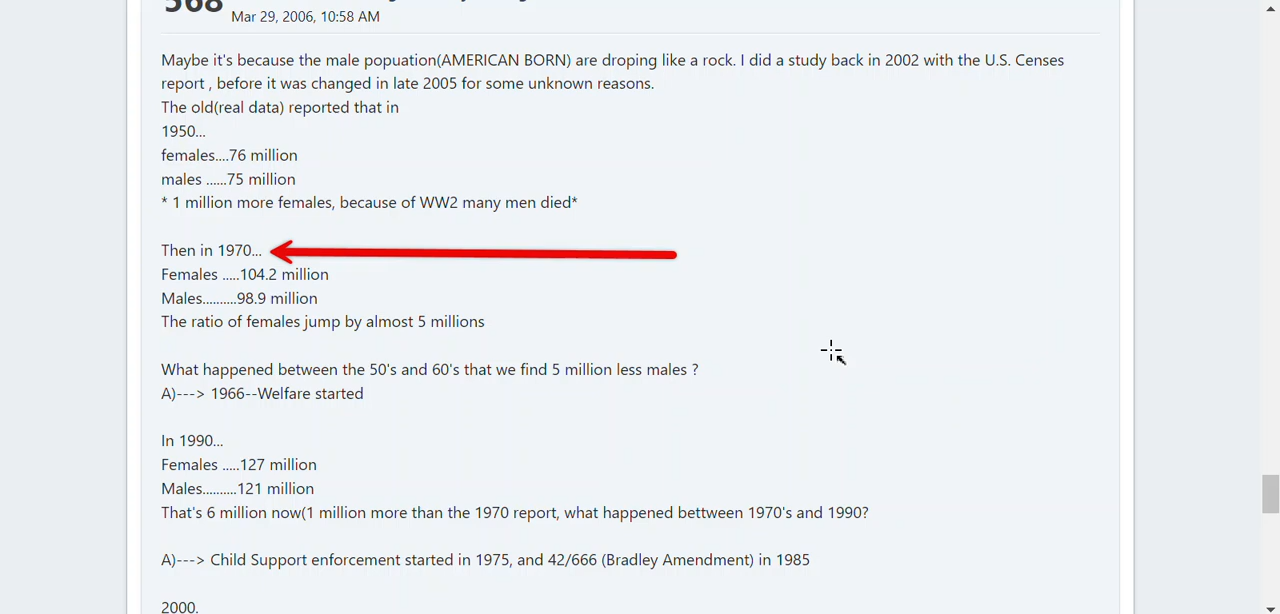 568
Mar 29, 2006, 10:58 AM
Maybe it's because the male popuation(AMERICAN BORN) are droping like a rock. I did a study back in 2002 with the U.S. Censes
report , before it was changed in late 2005 for some unknown reasons.
The old(real data) reported that in
1950...
females....76 million
males ......75 million
* 1 million more females, because of WW2 many men died*
Then in 1970...
Females .....104.2 million
Males..........98.9 million
The ratio of females jump by almost 5 millions
What happened between the 50's and 60's that we find 5 million less males ?
A)---> 1966--Welfare started
In 1990...
Females .....127 million
Males..........121 million
That's 6 million now(1 million more than the 1970 report, what happened bettween 1970's and 1990?
A)---> Child Support enforcement started in 1975, and 42/666 (Bradley Amendment) in 1985
2000.